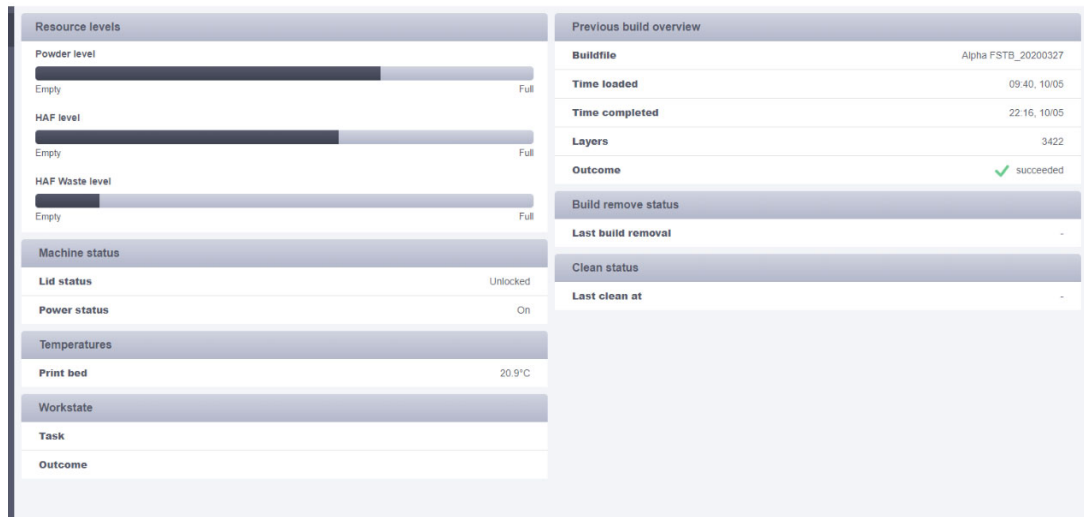 Resource levels
Powder level
Empty Full
HAF level
Empty Full
HAF Waste level
Empty Full
Machine status
Lid status Unlocked
Power status On
Temperatures
Print bed 20.9°C
Workstate
Task
Outcome
Previous build overview
Buildfile Alpha FSTB_20200327
Time loaded 09:40, 10/05
Time completed 22:16, 10/05
Layers 3422
Outcome succeeded
Build remove status
Last build removal -
Clean status
Last clean at -